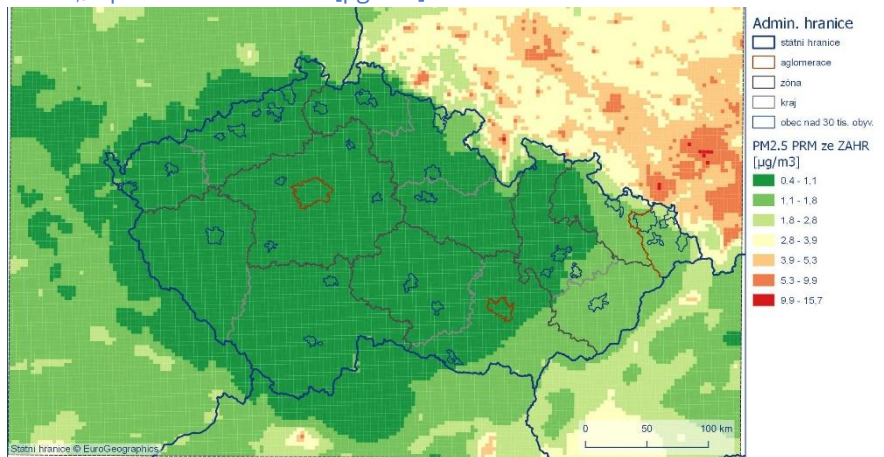 Admin. hranice
státní hranice
aglomerace
zóna
kraj
obec nad 30 tis. obyv.
PM2.5 PRM ze ZAHR
[µg/m3]
0.4 - 1.1
1.1 - 1.8
1.8 - 2.8
2.8 - 3.9
3.9 - 5.3
5.3 - 9.9
9.9 - 15.7
0 50 100 km
Státní hranice © EuroGeographics